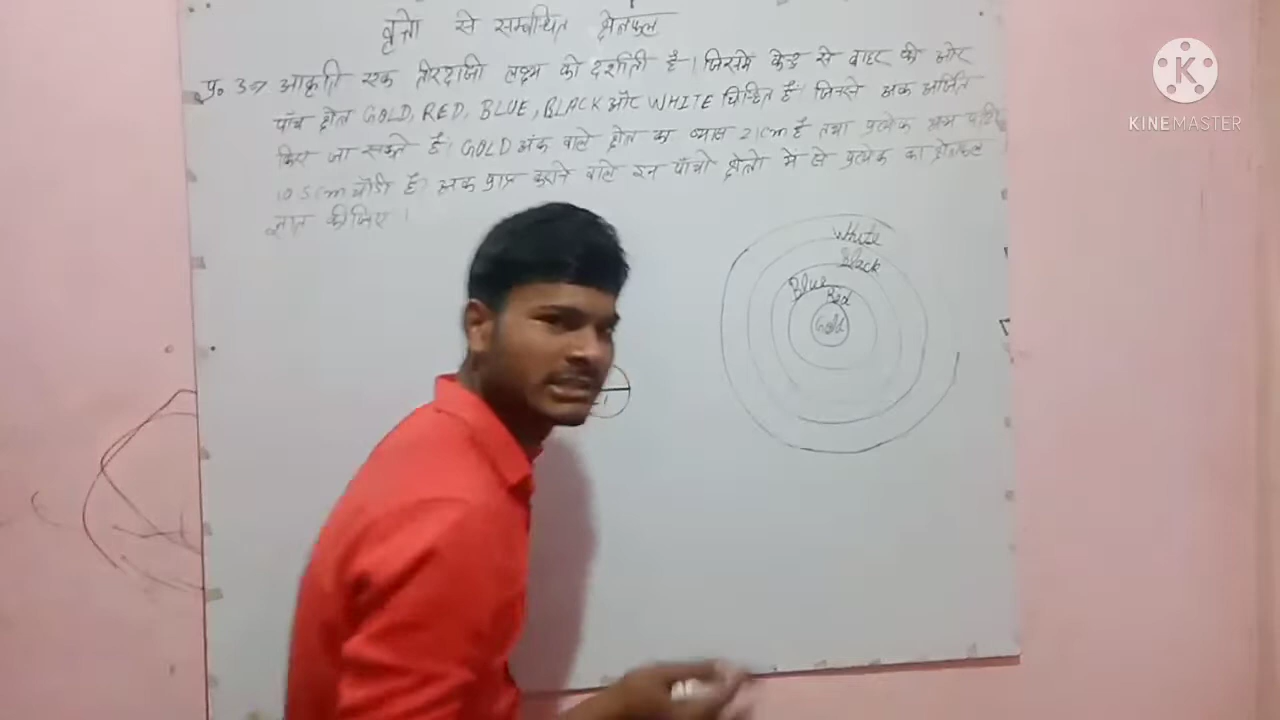 वृत्तो से सम्बंधित क्षेत्रफल
प्र० 3=> आकृति एक तीरंदाजी लक्ष्य को दर्शाती है। जिसमें केन्द्र से बाहर की ओर
पाँच क्षेत्र GOLD, RED, BLUE, BLACK और WHITE चिन्हित हैं। जिनसे अंक अर्जित
किए जा सकते हैं। GOLD अंक वाले क्षेत्र का व्यास 21cm है तथा प्रत्येक अन्य पट्टी
10.5cm चौडी है। अंक प्राप्त कराने वाले इन पाँचो क्षेत्रो में से प्रत्येक का क्षेत्रफल
ज्ञात कीजिए।
White
Black
Blue
Red
Gold
K
KINEMASTER